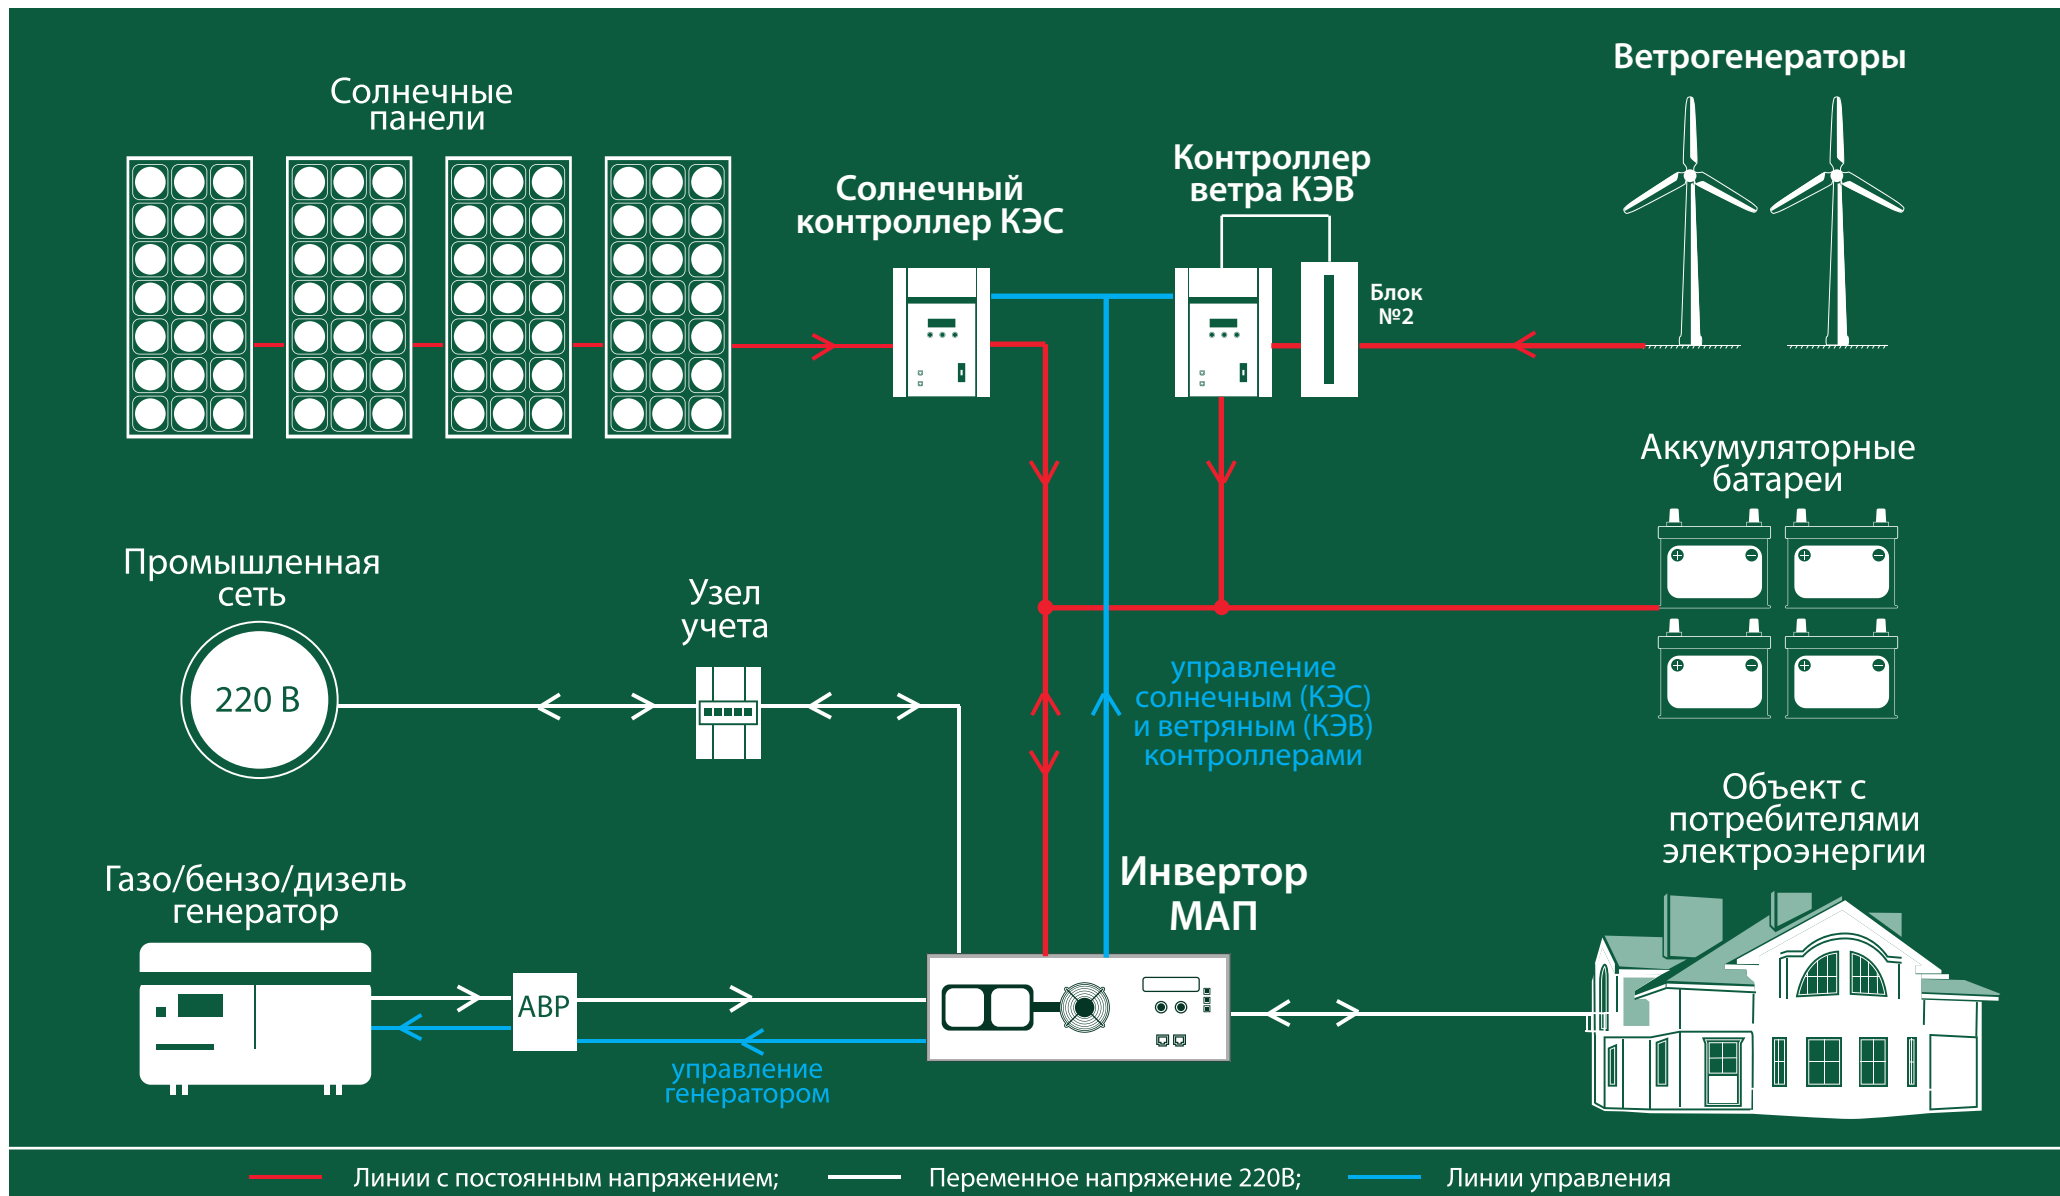 Солнечные
панели
Солнечный
контроллер КЭС
Контроллер
ветра КЭВ
Блок
№2
Ветрогенераторы
Аккумуляторные
батареи
Промышленная
сеть
220 В
Узел
учета
управление
солнечным (КЭС)
и ветряным (КЭВ)
контроллерами
Объект с
потребителями
электроэнергии
Газо/бензо/дизель
генератор
АВР
управление
генератором
Инвертор
МАП
Линии с постоянным напряжением;
Переменное напряжение 220В;
Линии управления